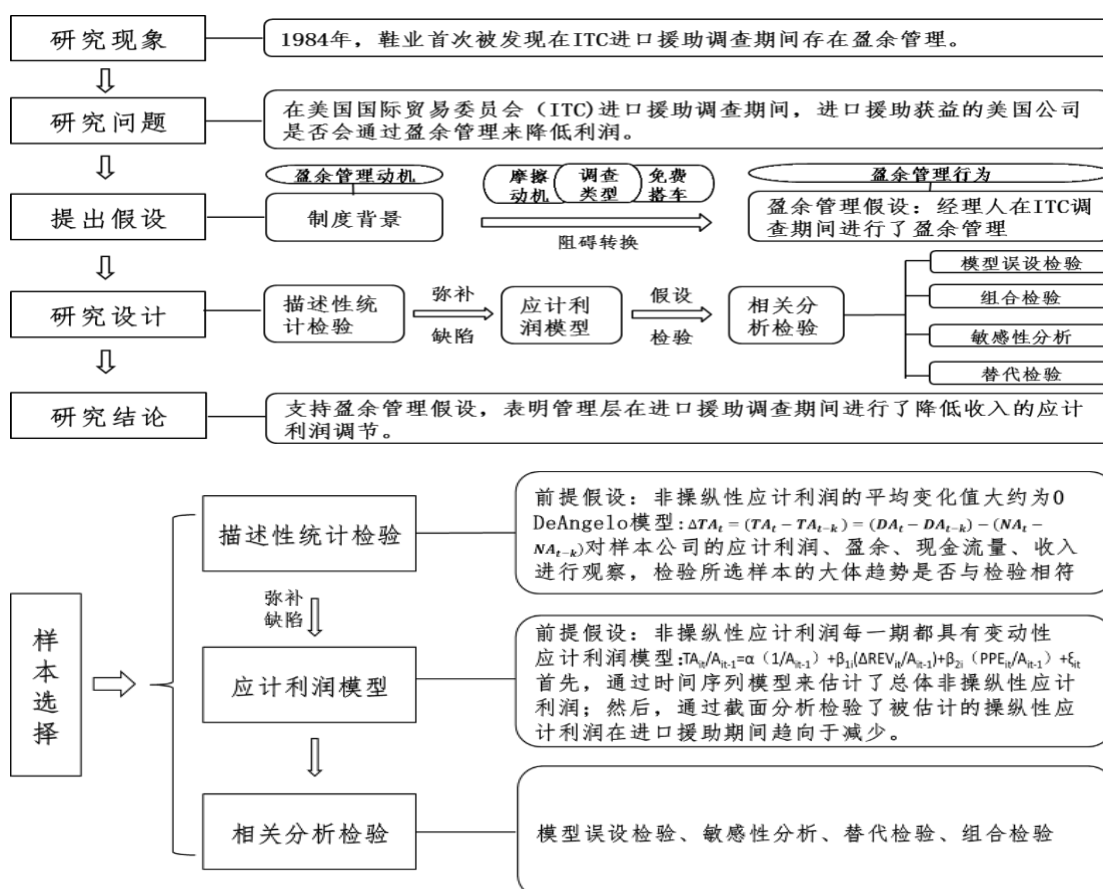 研究现象
1984年，鞋业首次被发现在ITC进口援助调查期间存在盈余管理。
研究问题
在美国国际贸易委员会（ITC)进口援助调查期间，进口援助获益的美国公司
是否会通过盈余管理来降低利润。
提出假设
盈余管理动机
制度背景
摩擦
动机
调查
类型
免费
搭车
阻碍转换
盈余管理行为
盈余管理假设：经理人在ITC调
查期间进行了盈余管理
研究设计
描述性统
计检验
弥补
缺陷
应计利
润模型
假设
检验
相关分
析检验
模型误设检验
组合检验
敏感性分析
替代检验
研究结论
支持盈余管理假设，表明管理层在进口援助调查期间进行了降低收入的应计
利润调节。
样本选择
描述性统计检验
前提假设：非操纵性应计利润的平均变化值大约为0
DeAngelo模型：ΔTAₜ = (TAₜ − TAₜ₋ₖ) = (DAₜ − DAₜ₋ₖ) − (NAₜ −
NAₜ₋ₖ)对样本公司的应计利润、盈余、现金流量、收入
进行观察，检验所选样本的大体趋势是否与检验相符
弥补
缺陷
应计利润模型
前提假设：非操纵性应计利润每一期都具有变动性
应计利润模型:TA_it/A_it-1=α（1/A_it-1）+β_1i(ΔREV_it/A_it-1)+β_2i（PPE_it/A_it-1）+ξ_it
首先，通过时间序列模型来估计了总体非操纵性应计
利润；然后，通过截面分析检验了被估计的操纵性应
计利润在进口援助期间趋向于减少。
相关分析检验
模型误设检验、敏感性分析、替代检验、组合检验